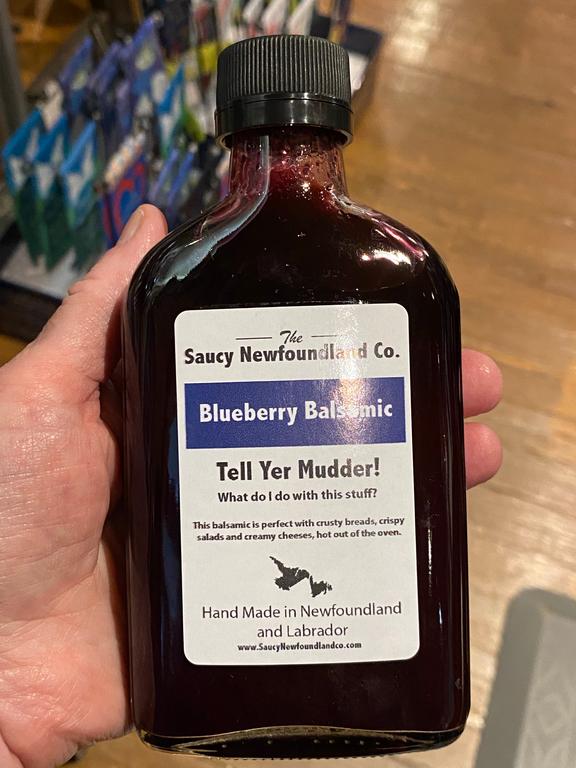 The
Saucy Newfoundland Co.
Blueberry Balsamic
Tell Yer Mudder!
What do I do with this stuff?
This balsamic is perfect with crusty breads, crispy
salads and creamy cheeses, hot out of the oven.
Hand Made in Newfoundland
and Labrador
www.SaucyNewfoundlandco.com